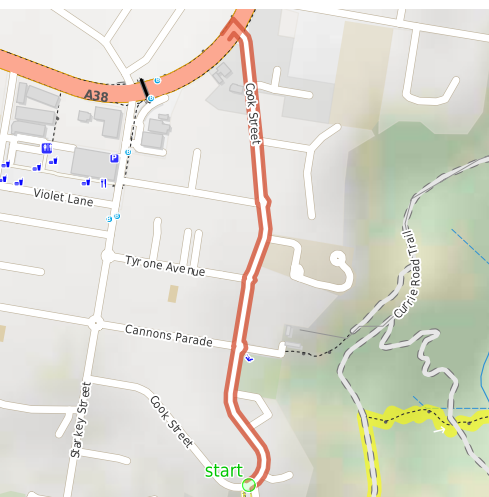 A38
Cook Street
P
Violet Lane
Tyrone Avenue
Currie Road Trail
Cannons Parade
Starkey Street
Cook Street
start